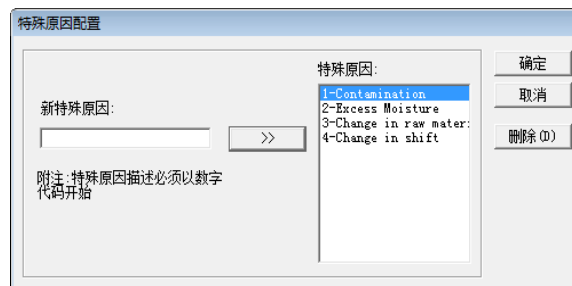 特殊原因配置
特殊原因:
确定
1-Contamination
取消
2-Excess Moisture
新特殊原因:
3-Change in raw mater:
4-Change in shift
删除(D)
>>
附注:特殊原因描述必须以数字
代码开始